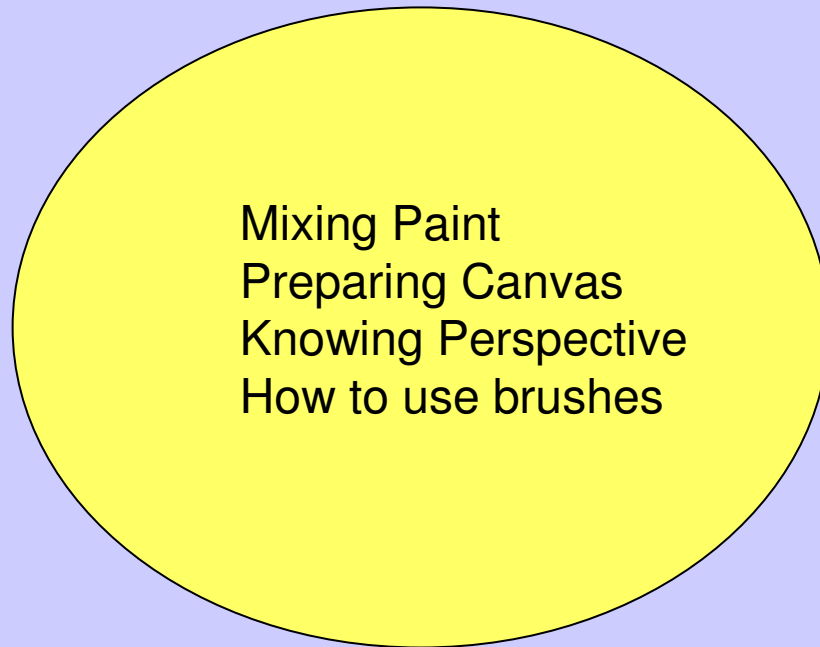 Mixing Paint
Preparing Canvas
Knowing Perspective
How to use brushes